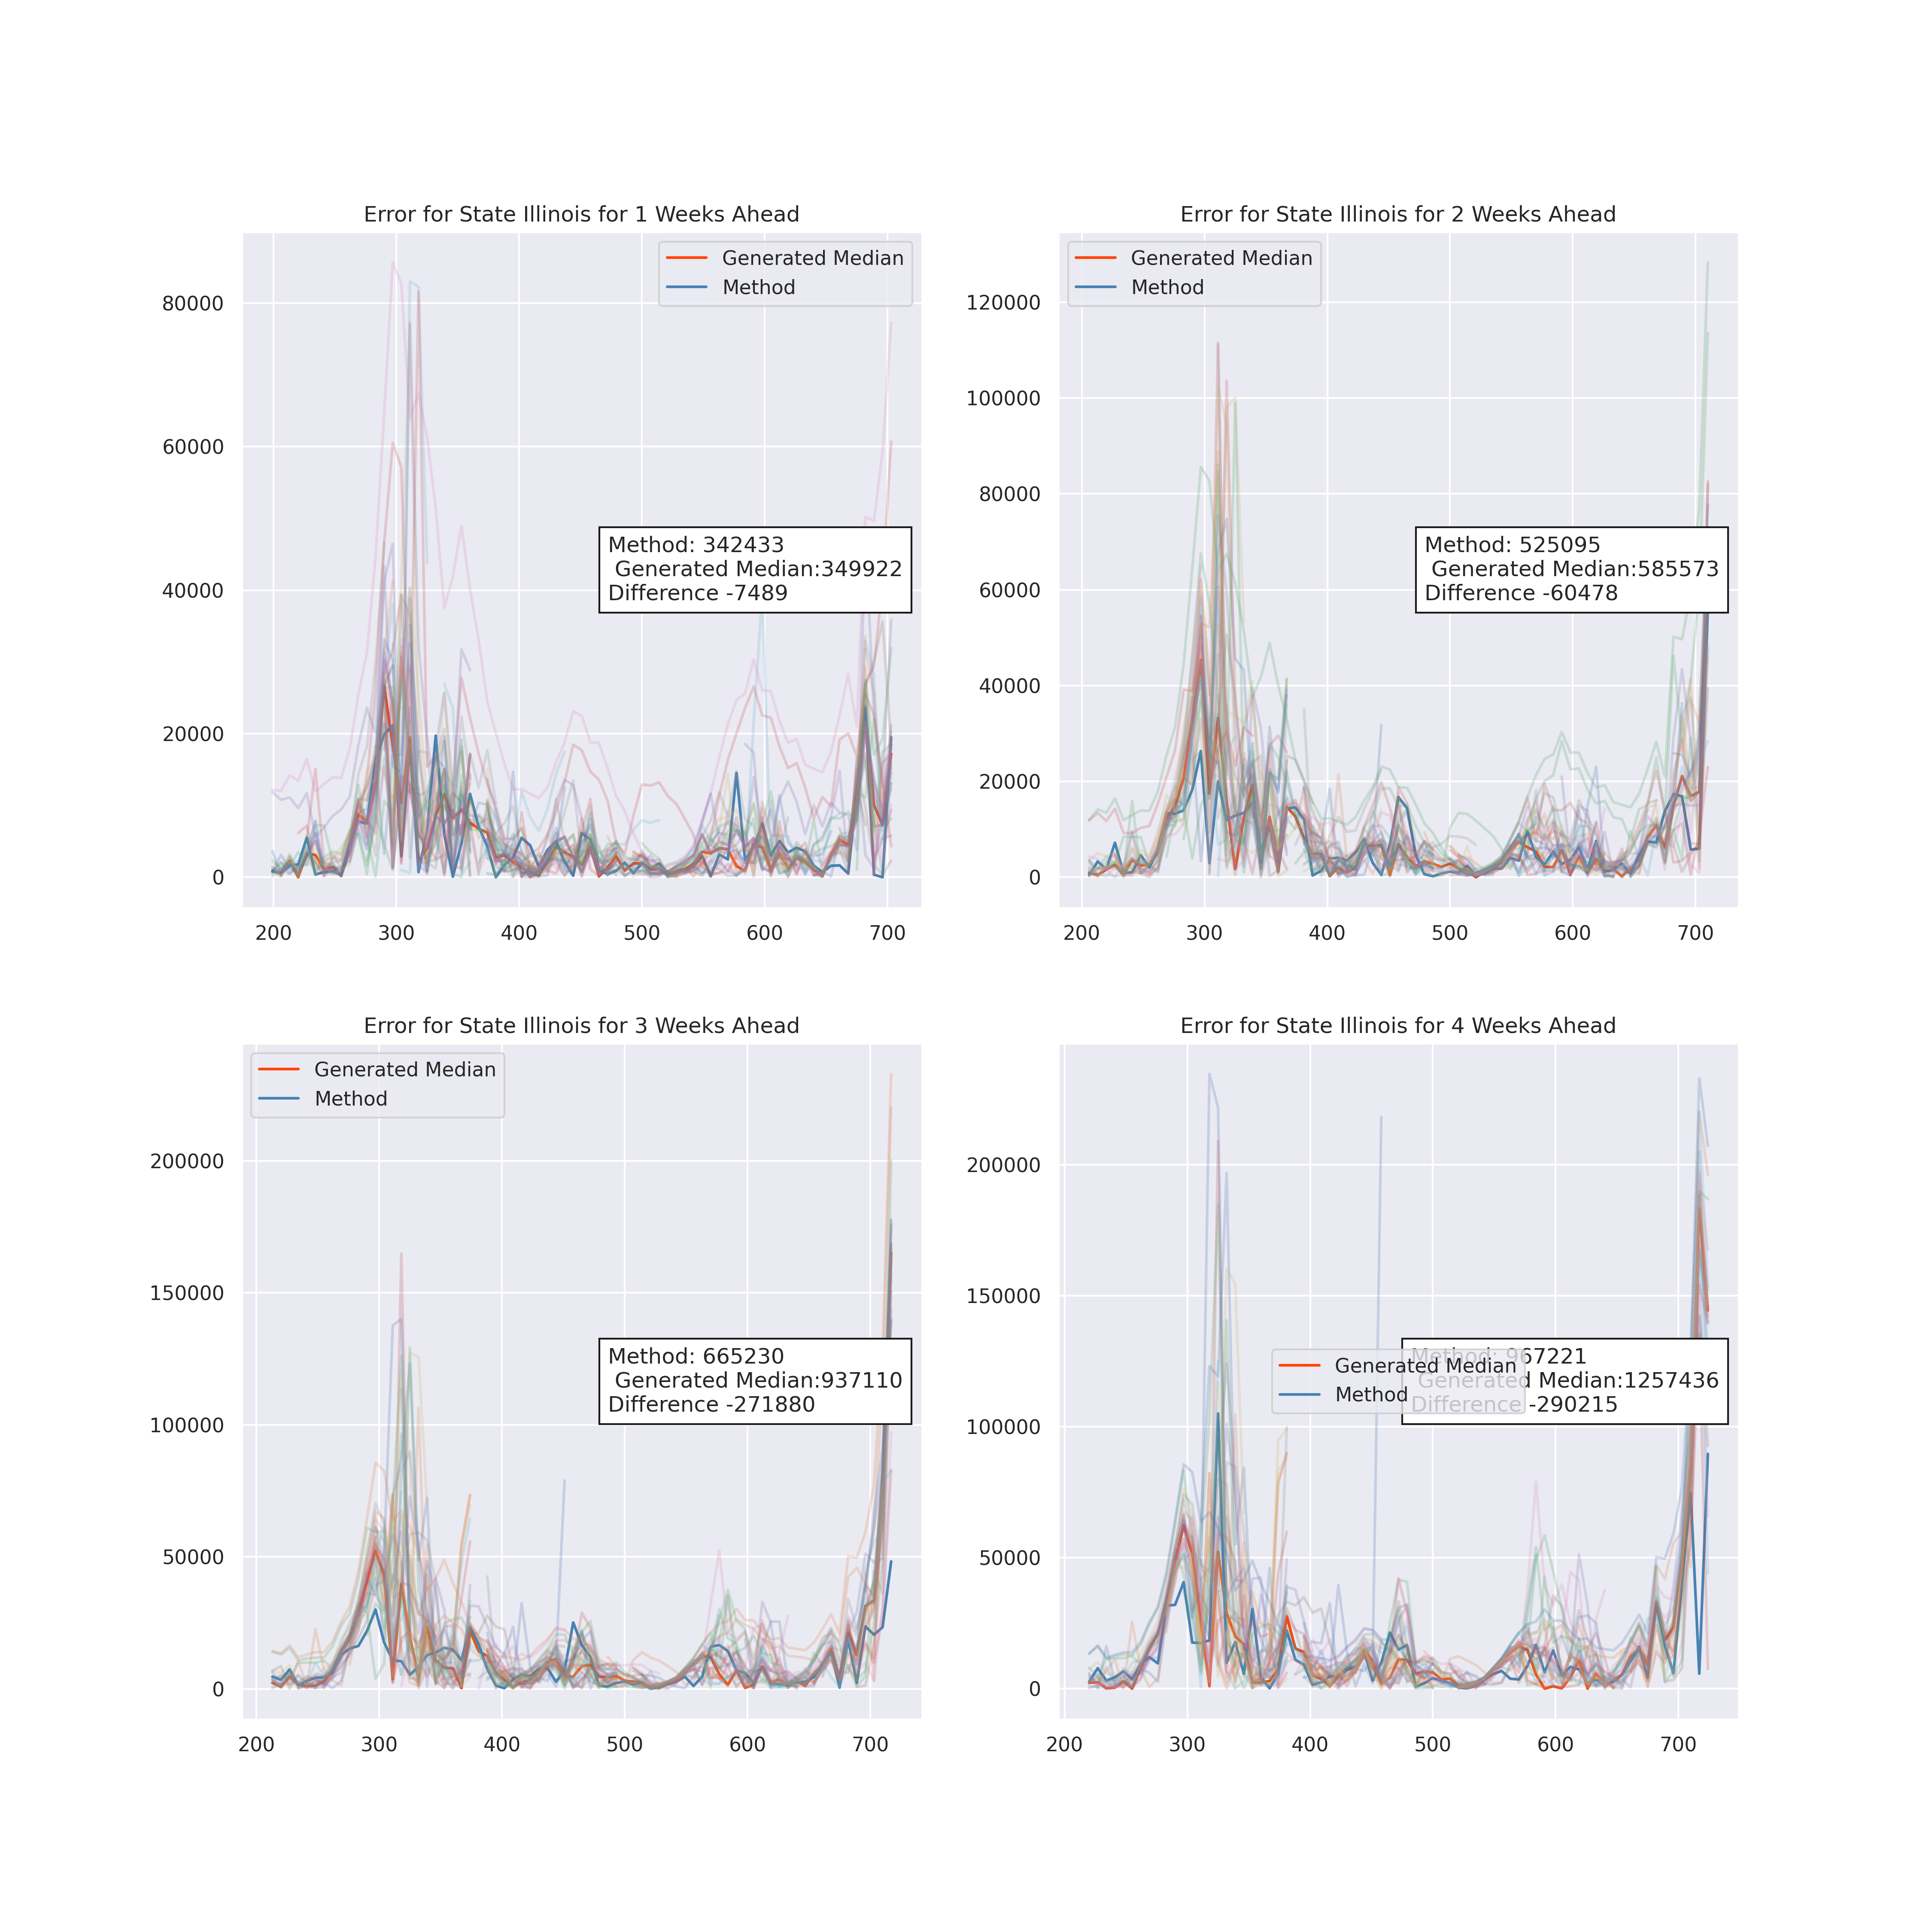 Error for State Illinois for 1 Weeks Ahead
Generated Median
Method
80000
60000
40000
20000
0
Method: 342433
Generated Median:349922
Difference -7489
200 300 400 500 600 700
Error for State Illinois for 2 Weeks Ahead
Generated Median
Method
120000
100000
80000
60000
40000
20000
0
Method: 525095
Generated Median:585573
Difference -60478
200 300 400 500 600 700
Error for State Illinois for 3 Weeks Ahead
Generated Median
Method
200000
150000
100000
50000
0
Method: 665230
Generated Median:937110
Difference -271880
200 300 400 500 600 700
Error for State Illinois for 4 Weeks Ahead
200000
150000
100000
50000
0
Generated Median
Method
Method: 967221
Generated Median:1257436
Difference -290215
200 300 400 500 600 700